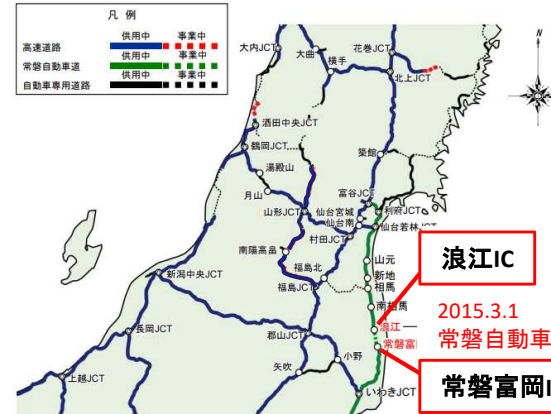 凡 例
供用中 事業中
高速道路
供用中 事業中
常磐自動車道
供用中 事業中
自動車専用道路
N
大内JCT
大曲
横手
花巻JCT
北上JCT
酒田中央JCT
鶴岡JCT
湯殿山
月山
築館
富谷JCT
利府JCT
山形JCT
仙台宮城
仙台南
仙台若林JCT
村田JCT
南陽高畠
福島北
福島JCT
山元
新地
相馬
南相馬
浪江
常磐富
浪江IC
2015.3.1
常磐自動車
常磐富岡I
新潟中央JCT
長岡JCT
上越JCT
郡山JCT
矢吹
小野
いわきJCT